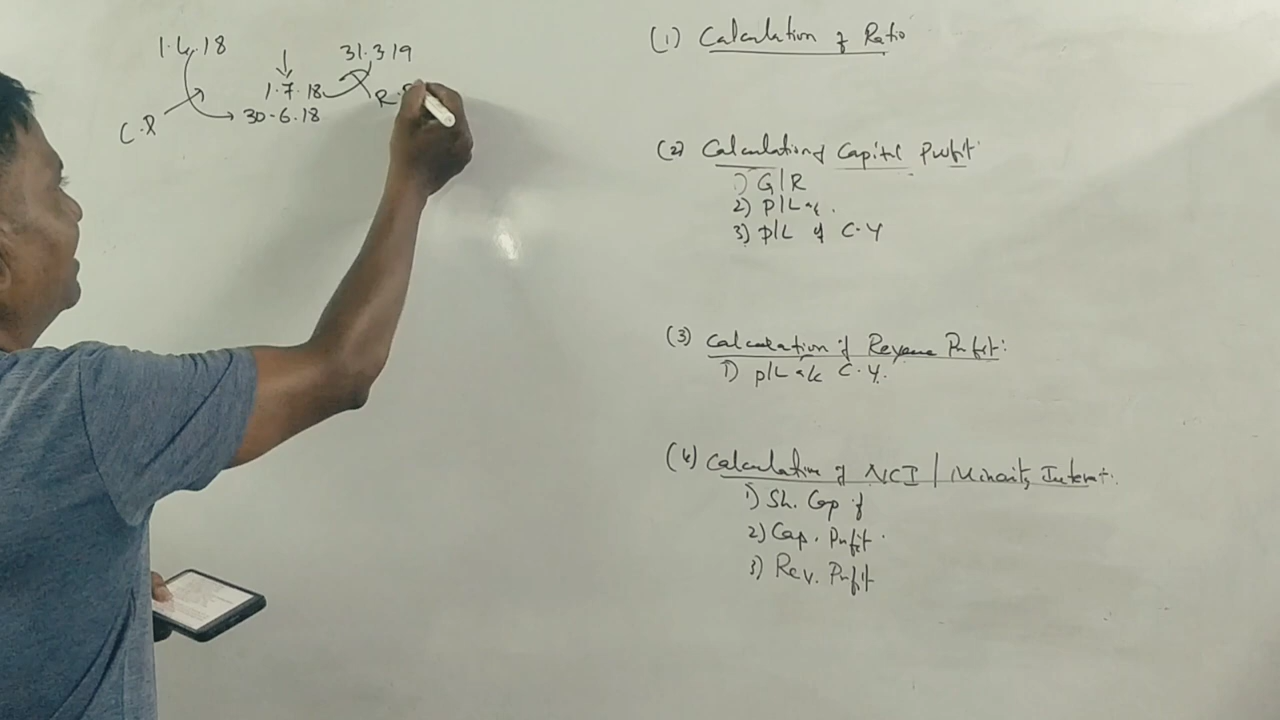 1.4.18
31.3.19
1.7.18
30.6.18
C.P
R.
(1) Calculation of Ratio
(2) Calculation of Capital Profit
1) G/R
2) P/L a/c.
3) P/L of C.Y
(3) Calculation of Revenue Profit:
1) P/L a/c C.Y.
(4) Calculation of NCI / Minority Interest:
1) Sh. Cap of
2) Cap. Profit.
3) Rev. Profit